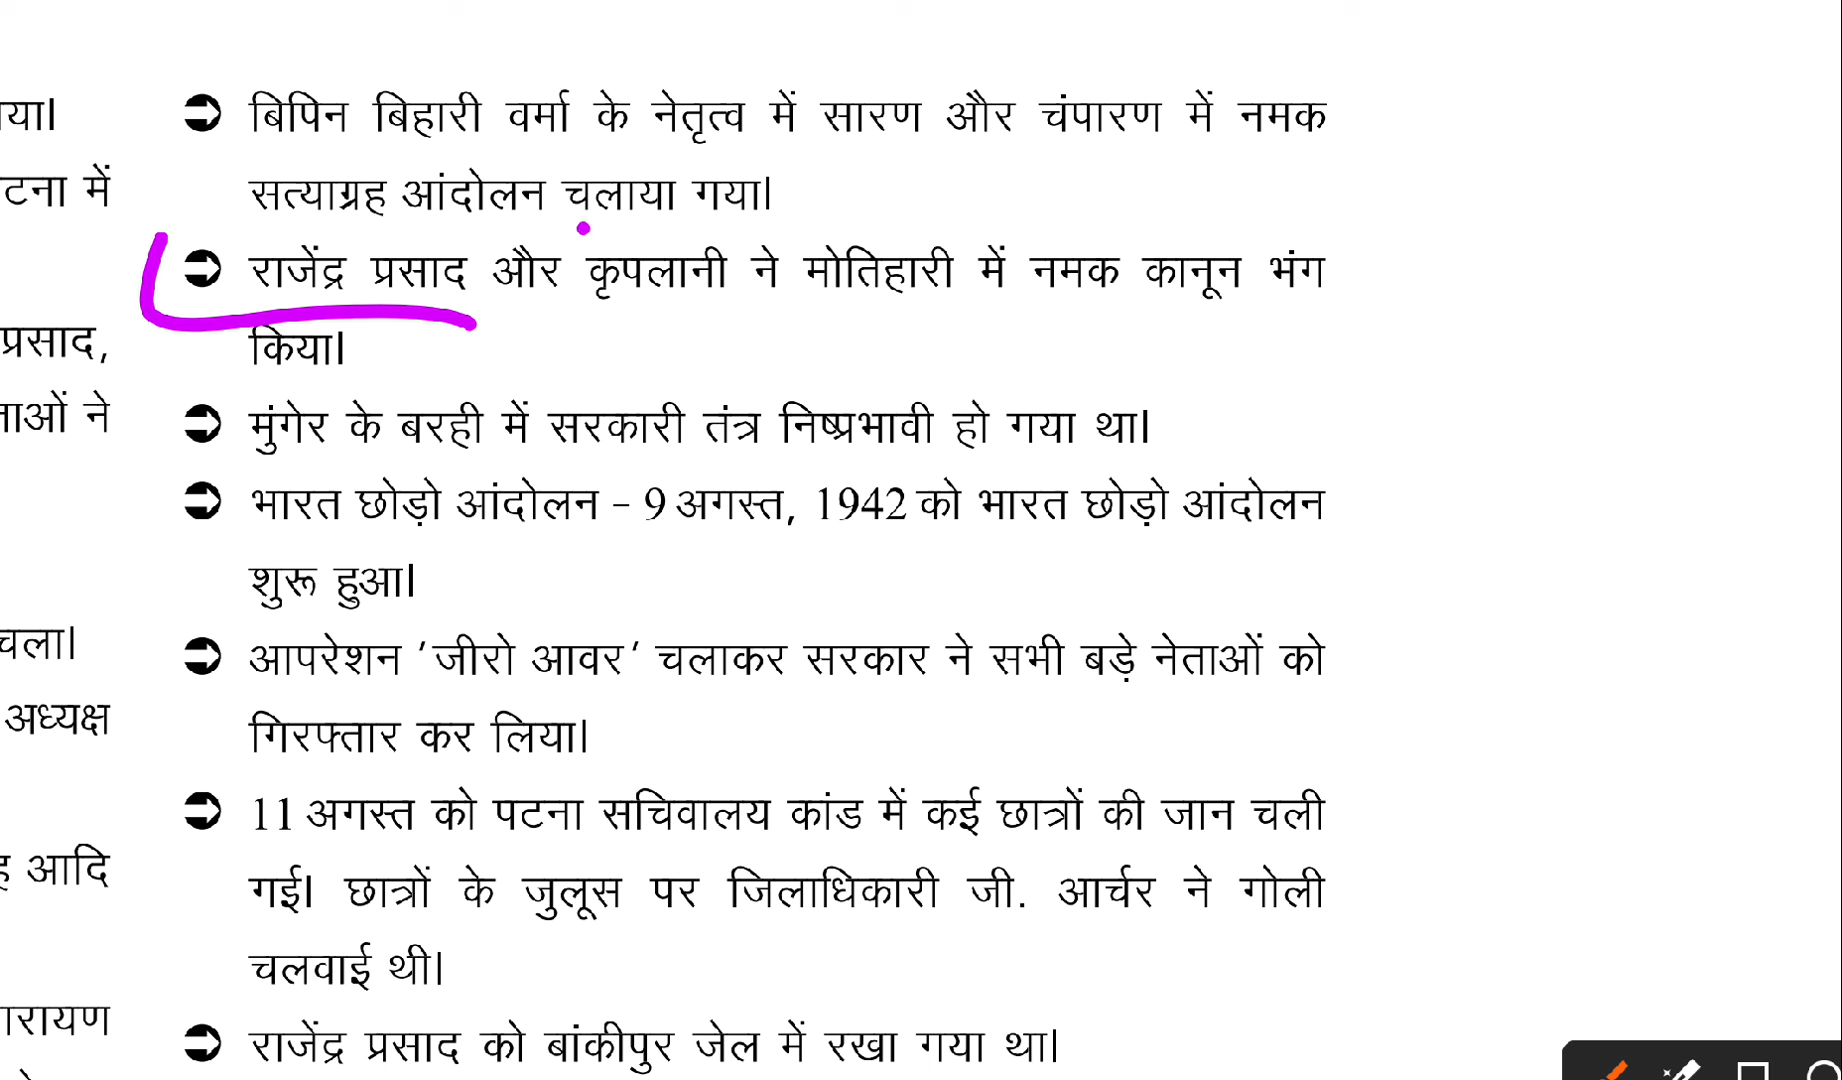 बिपिन बिहारी वर्मा के नेतृत्व में सारण और चंपारण में नमक
सत्याग्रह आंदोलन चलाया गया।
राजेंद्र प्रसाद और कृपलानी ने मोतिहारी में नमक कानून भंग
किया।
मुंगेर के बरही में सरकारी तंत्र निष्प्रभावी हो गया था।
भारत छोड़ो आंदोलन - 9 अगस्त, 1942 को भारत छोड़ो आंदोलन
शुरू हुआ।
आपरेशन 'जीरो आवर' चलाकर सरकार ने सभी बड़े नेताओं को
गिरफ्तार कर लिया।
11 अगस्त को पटना सचिवालय कांड में कई छात्रों की जान चली
गई। छात्रों के जुलूस पर जिलाधिकारी जी. आर्चर ने गोली
चलवाई थी।
राजेंद्र प्रसाद को बांकीपुर जेल में रखा गया था।
में
प्रसाद,
ने
चला।
अध्यक्ष
आदि